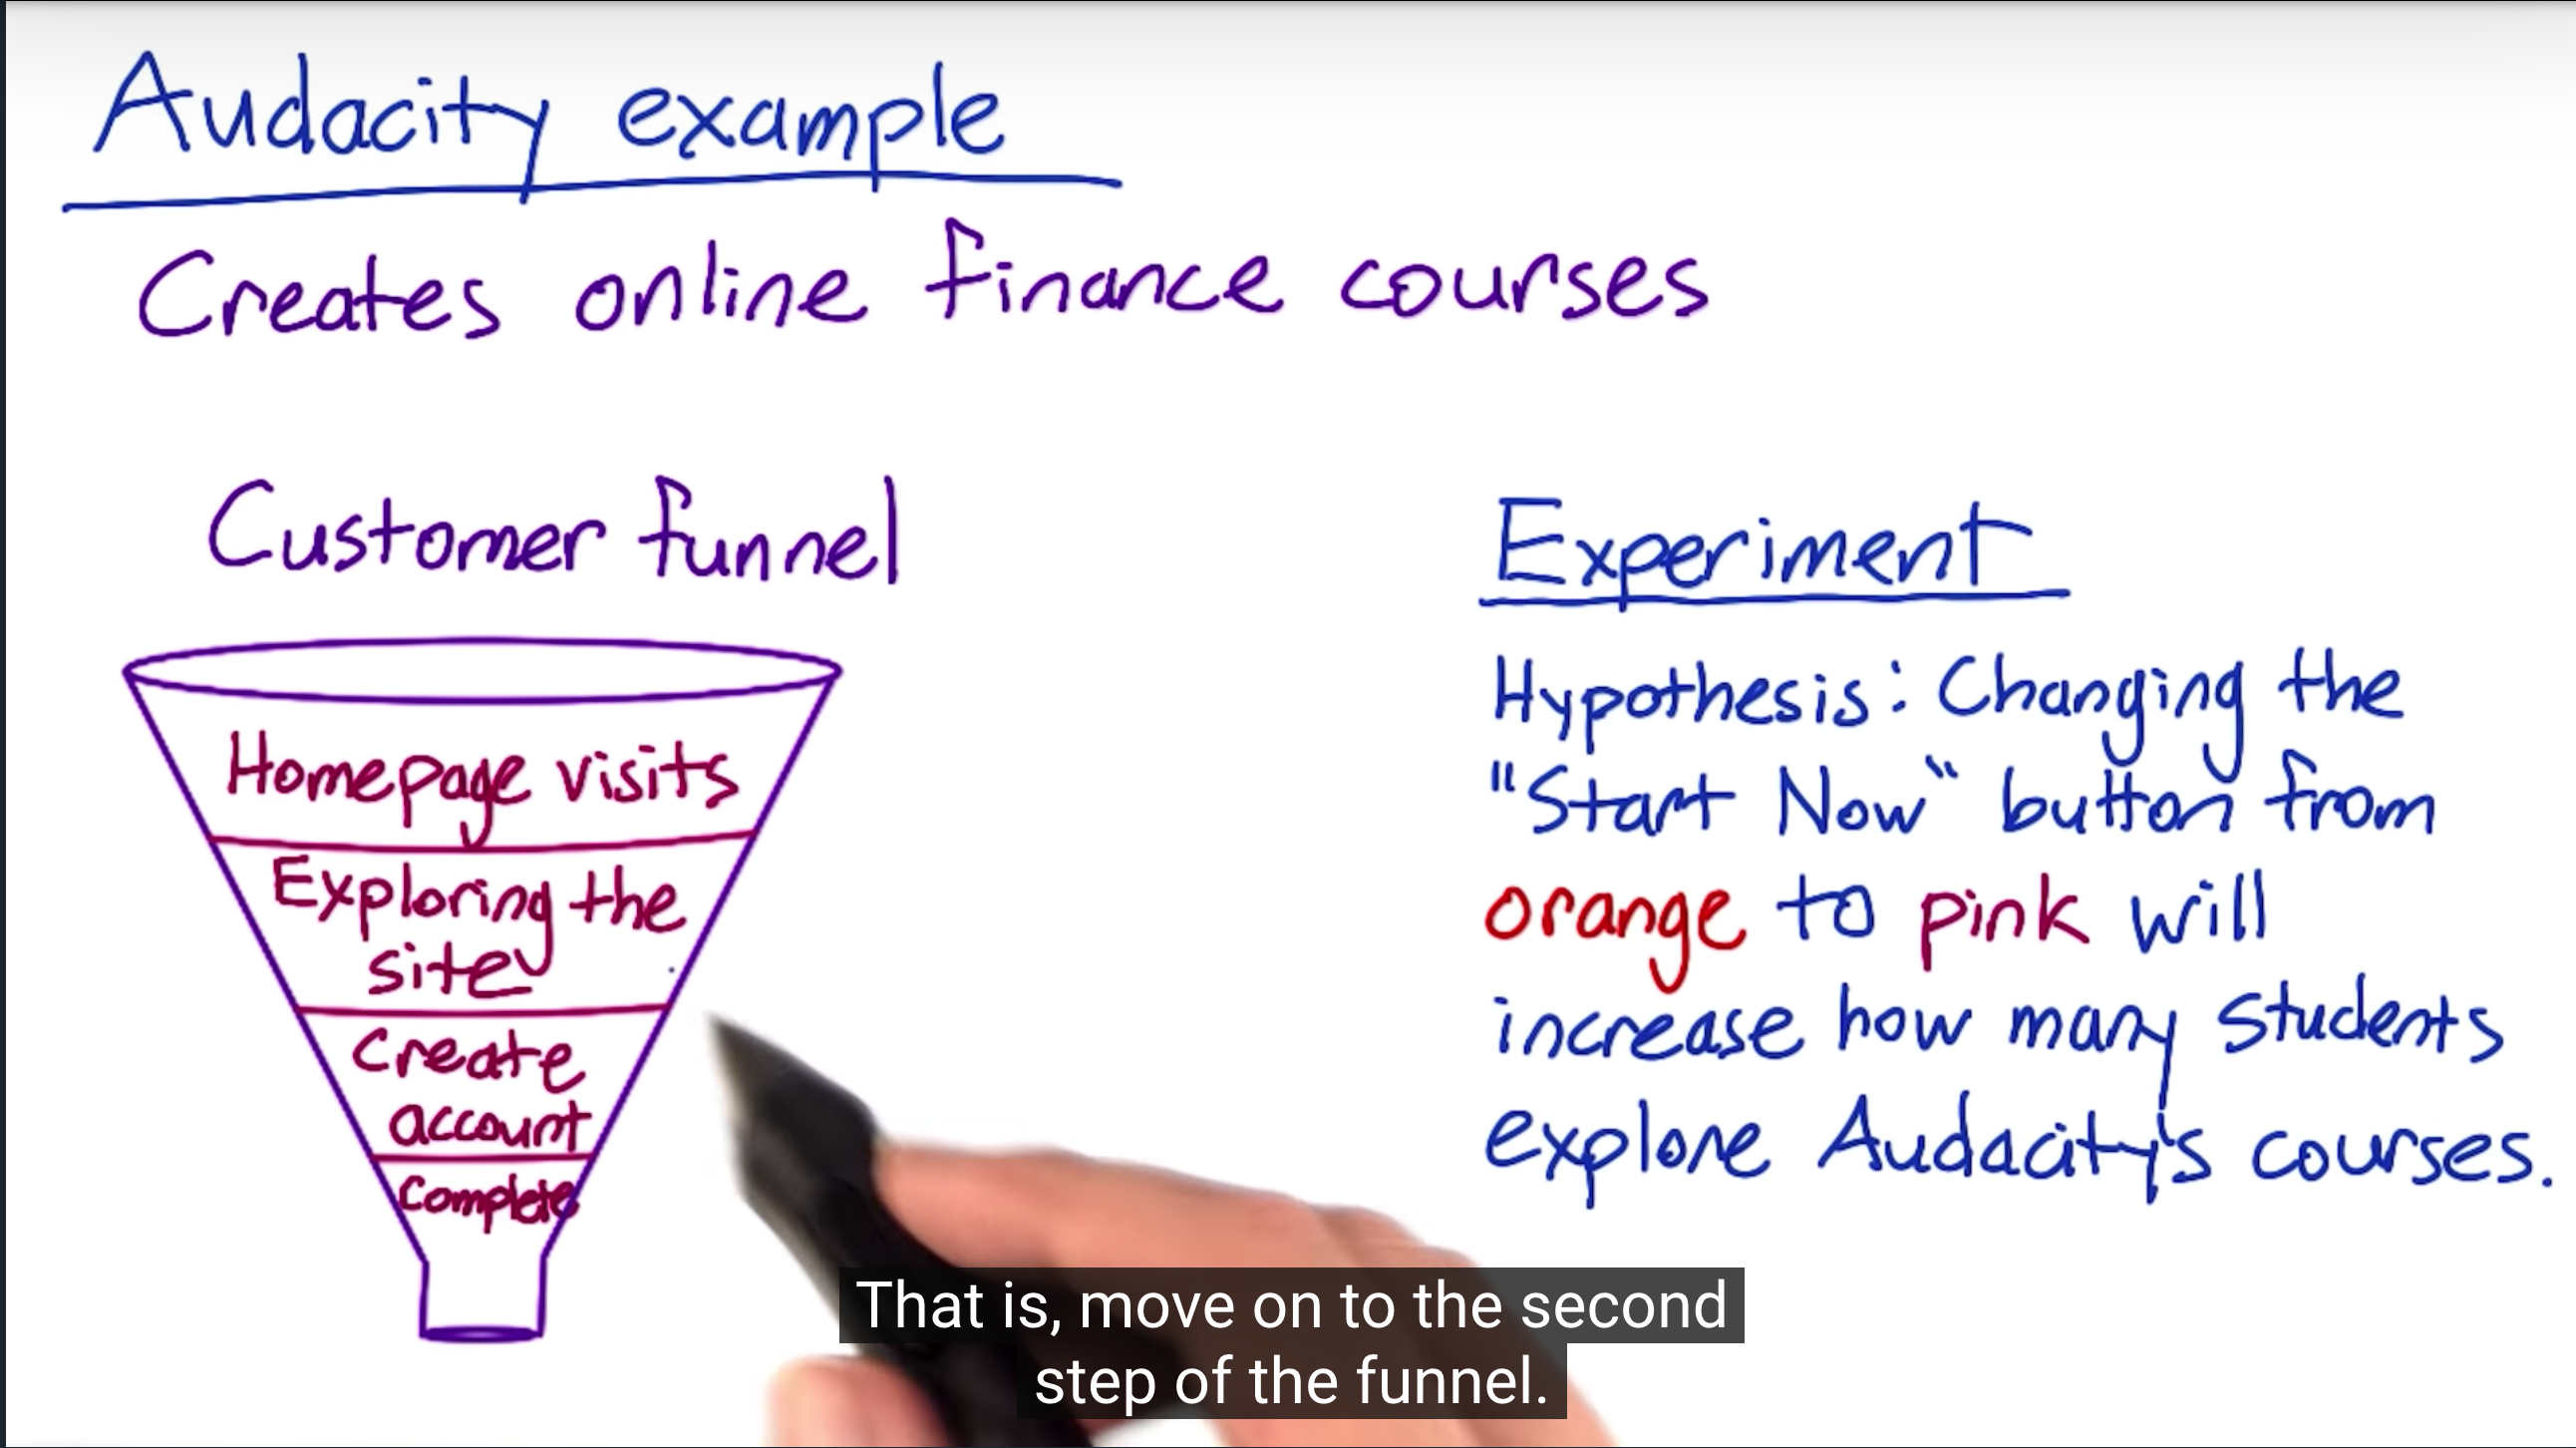 Audacity example
Creates online finance courses
Customer funnel
Homepage visits
Exploring the
site
Create
account
Complete
Experiment
Hypothesis: Changing the
"Start Now" button from
orange to pink will
increase how many students
explore Audacity's courses.
That is, move on to the second
step of the funnel.